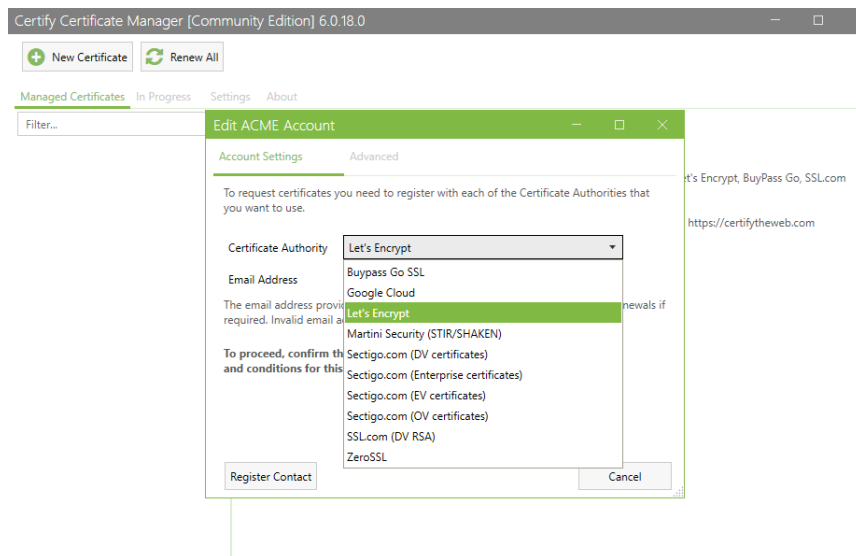 Certify Certificate Manager [Community Edition] 6.0.18.0
New Certificate
Renew All
Managed Certificates
In Progress
Settings
About
Filter...
Edit ACME Account
Account Settings
Advanced
To request certificates you need to register with each of the Certificate Authorities that
you want to use.
Encrypt, BuyPass Go, SSL.com
https://certifytheweb.com
Certificate Authority
Let's Encrypt
Email Address
The email address
newals if
required. Invalid email
To proceed, confirm
and conditions for this
Buypass Go SSL
Google Cloud
Let's Encrypt
Martini Security (STIR/SHAKEN)
Sectigo.com (DV certificates)
Sectigo.com (Enterprise certificates)
Sectigo.com (EV certificates)
Sectigo.com (OV certificates)
SSL.com (DV RSA)
ZeroSSL
Register Contact
Cancel